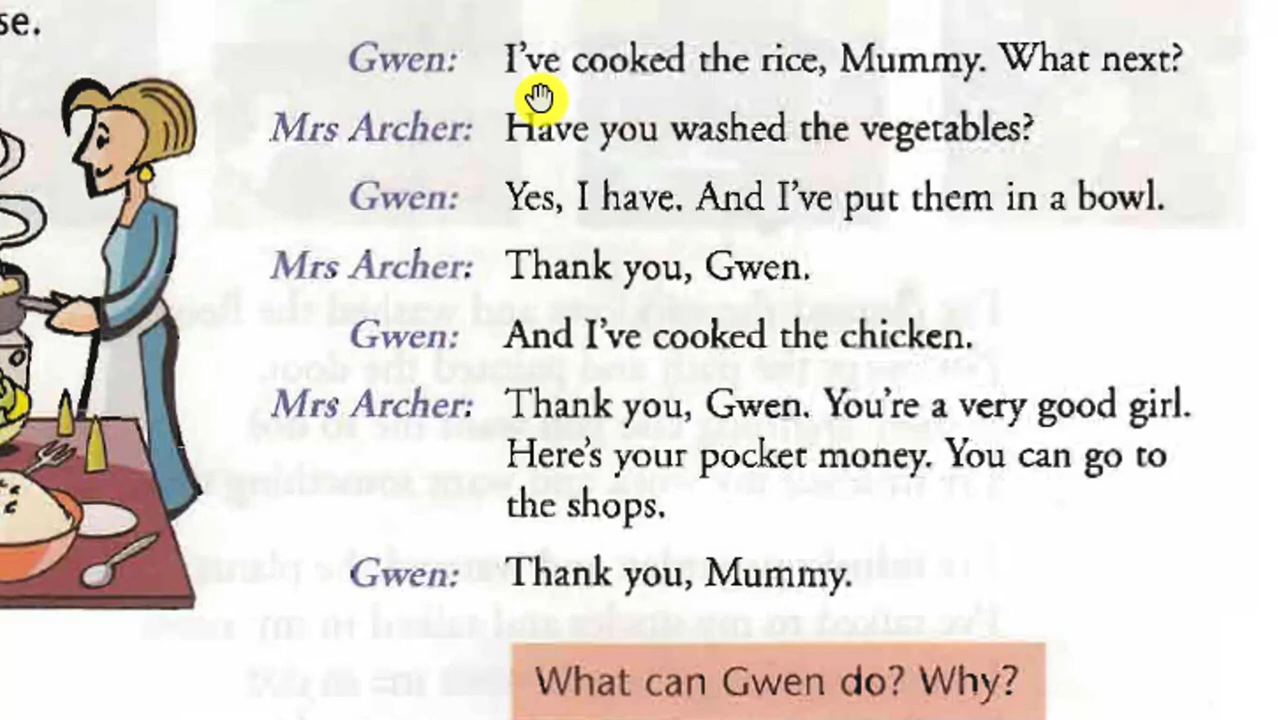 se.
Gwen: I've cooked the rice, Mummy. What next?
Mrs Archer: Have you washed the vegetables?
Gwen: Yes, I have. And I've put them in a bowl.
Mrs Archer: Thank you, Gwen.
Gwen: And I've cooked the chicken.
Mrs Archer: Thank you, Gwen. You're a very good girl.
Here's your pocket money. You can go to
the shops.
Gwen: Thank you, Mummy.
What can Gwen do? Why?